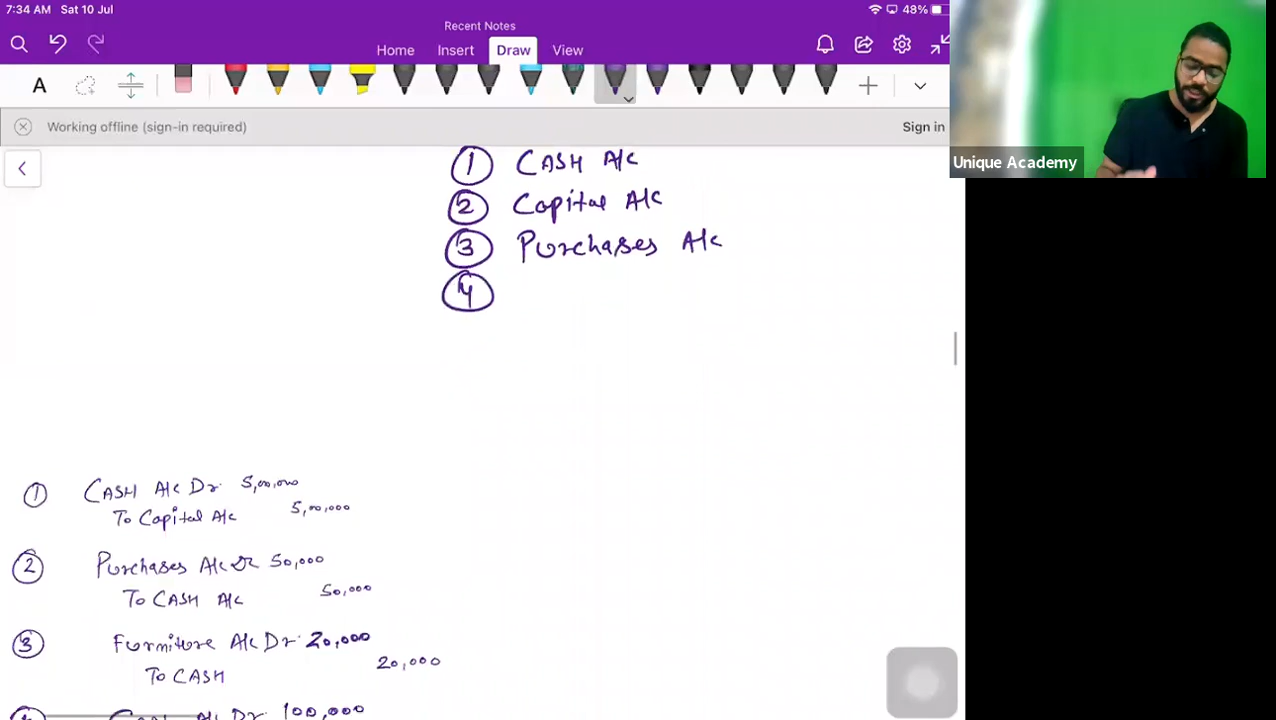 7:34 AM Sat 10 Jul 48%
Recent Notes
Home Insert Draw View
A
Working offline (sign-in required) Sign in
Unique Academy
1 CASH A/c
2 Capital A/c
3 Purchases A/c
4
1 CASH A/c Dr 5,00,000
To Capital A/c 5,00,000
2 Purchases A/c Dr 50,000
To CASH A/c 50,000
3 Furniture A/c Dr 20,000
To CASH 20,000
A/c Dr 100,000